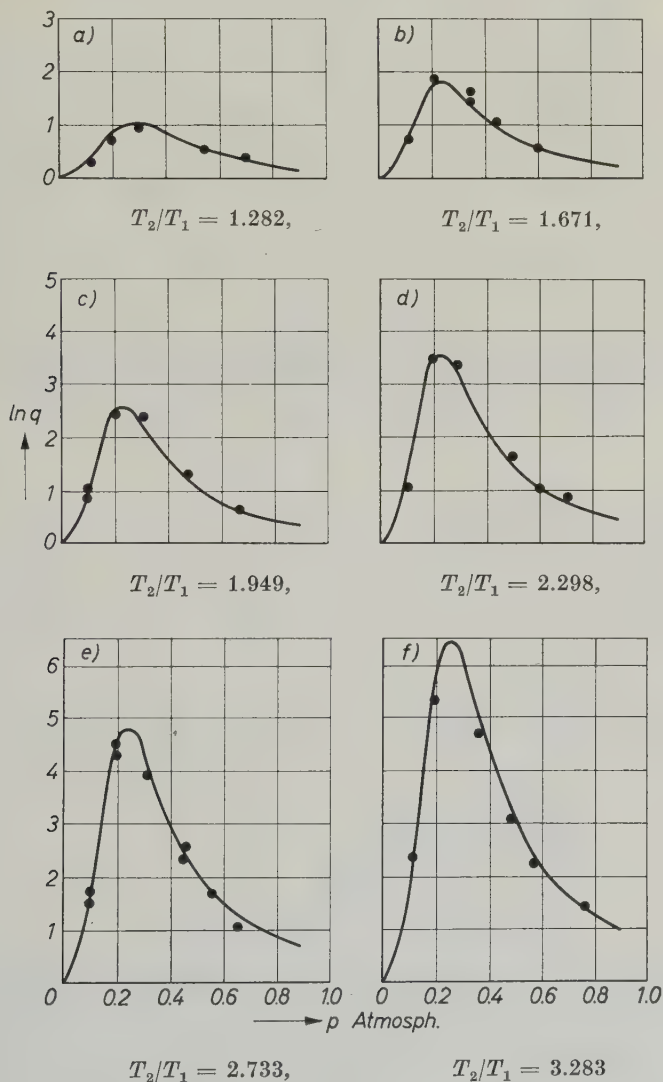 3
2
1
0
a)
b)
T₂/T₁ = 1.282,
T₂/T₁ = 1.671,
5
4
3
2
1
0
ln q
c)
d)
T₂/T₁ = 1.949,
T₂/T₁ = 2.298,
6
5
4
3
2
1
e)
f)
0 0.2 0.4 0.6 0.8 1.0
0 0.2 0.4 0.6 0.8 1.0
p Atmosph.
T₂/T₁ = 2.733,
T₂/T₁ = 3.283